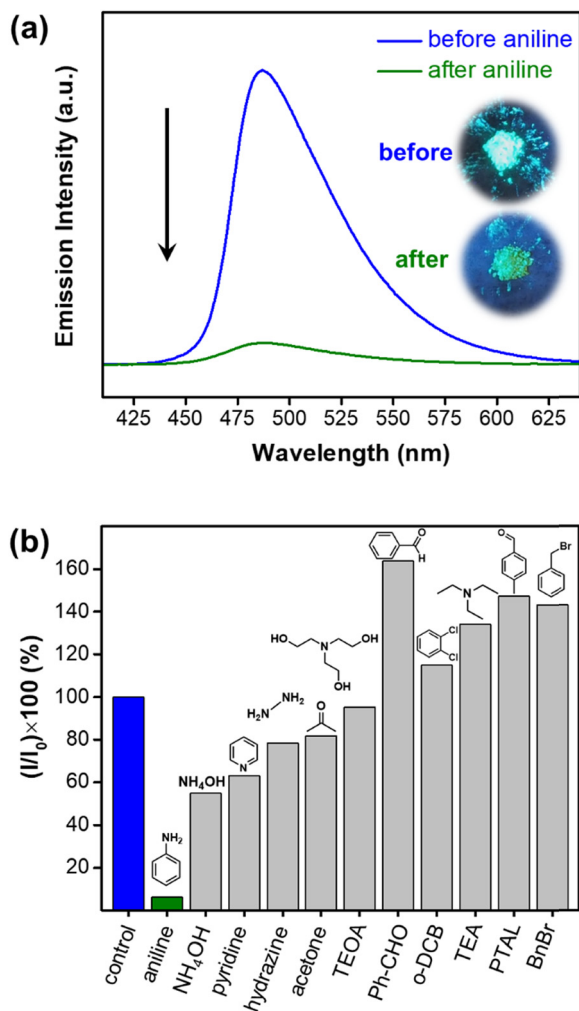 (a)
before aniline
after aniline
before
after
Emission Intensity (a.u.)
425 450 475 500 525 550 575 600 625
Wavelength (nm)
(b)
(I/I₀)×100 (%)
160
140
120
100
80
60
40
20
NH₂
NH₄OH
N
H₂N NH₂
O
HO N OH
OH
O
H
Cl
Cl
N
O
Br
control
aniline
NH₄OH
pyridine
hydrazine
acetone
TEOA
Ph-CHO
o-DCB
TEA
PTAL
BnBr